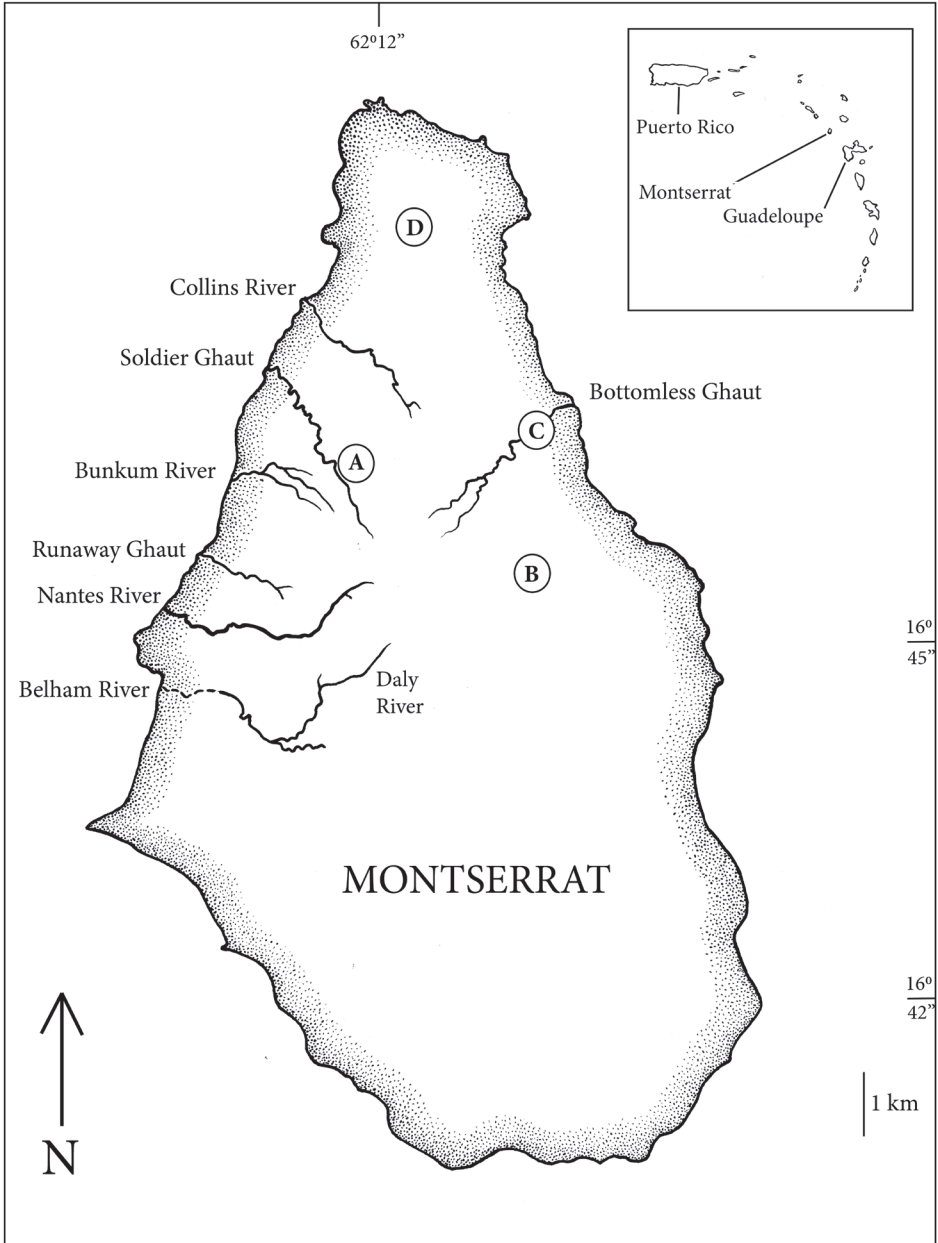 62º12”
Puerto Rico
Montserrat
Guadeloupe
D
Collins River
Soldier Ghaut
Bottomless Ghaut
C
A
Bunkum River
Runaway Ghaut
B
Nantes River
16º
45”
Belham River
Daly
River
MONTSERRAT
16º
42”
1 km
N